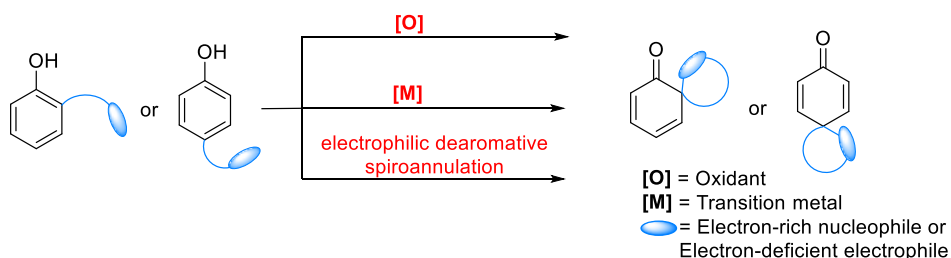 [O]
OH
OH
or
[M]
electrophilic dearomative
spiroannulation
O
O
or
[O] = Oxidant
[M] = Transition metal
= Electron-rich nucleophile or
Electron-deficient electrophile